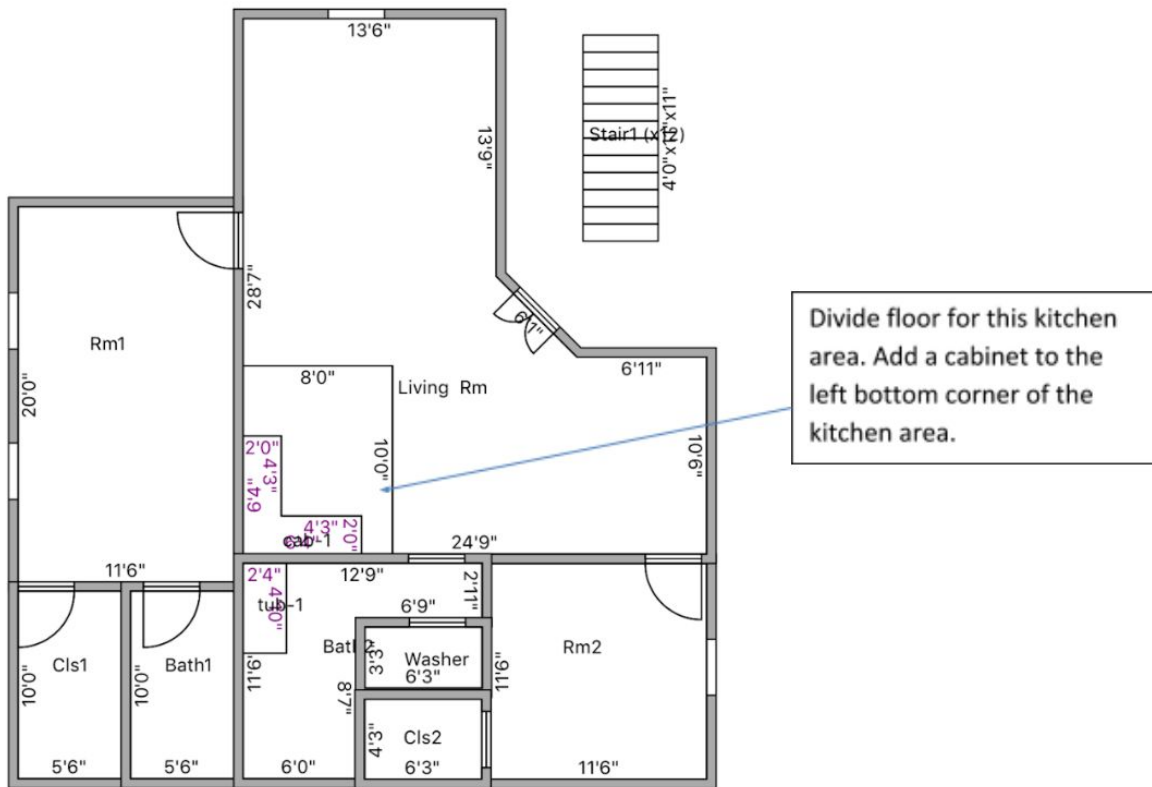 13'6"
13'9"
Stair1 (x12)
28'7"
6'1"
Rm1
20'0"
8'0"
Living Rm
6'11"
Divide floor for this kitchen
area. Add a cabinet to the
left bottom corner of the
kitchen area.
2'0"
4'3"
6'4"
10'0"
10'6"
4'3"
2'0"
cab-1
24'9"
11'6"
2'4"
12'9"
2'11"
tub-1
6'9"
Cls1
Bath1
Bath2
3'3"
Washer
6'3"
Rm2
10'0"
10'0"
11'6"
8'7"
11'6"
4'3"
Cls2
5'6"
5'6"
6'0"
6'3"
11'6"